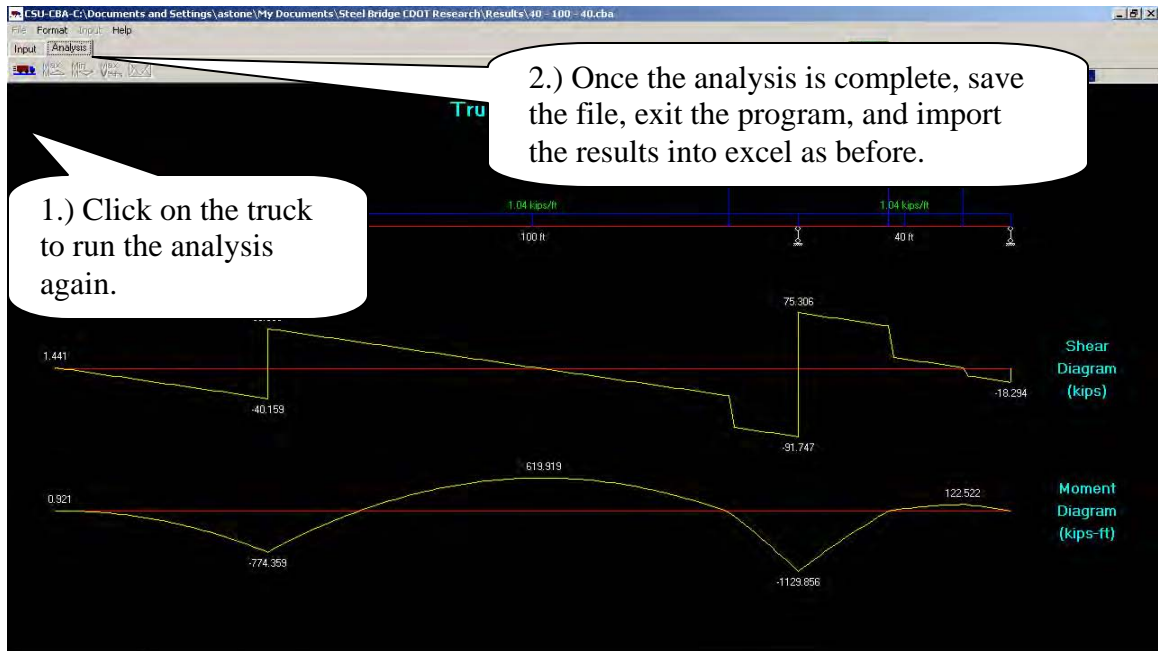 CSU-CBA-C:\Documents and Settings\astone\My Documents\Steel Bridge CDOT Research\Results\40 - 100 - 40.cba
File Format Input Help
Input Analysis
Max Min Max
Tru
2.) Once the analysis is complete, save
the file, exit the program, and import
the results into excel as before.
1.) Click on the truck
to run the analysis
again.
1.04 kips/ft 1.04 kips/ft
100 ft 40 ft
75.306
1.441
-40.159
-91.747
-18.294
Shear
Diagram
(kips)
619.919
0.921
122.522
-774.359
-1129.856
Moment
Diagram
(kips-ft)